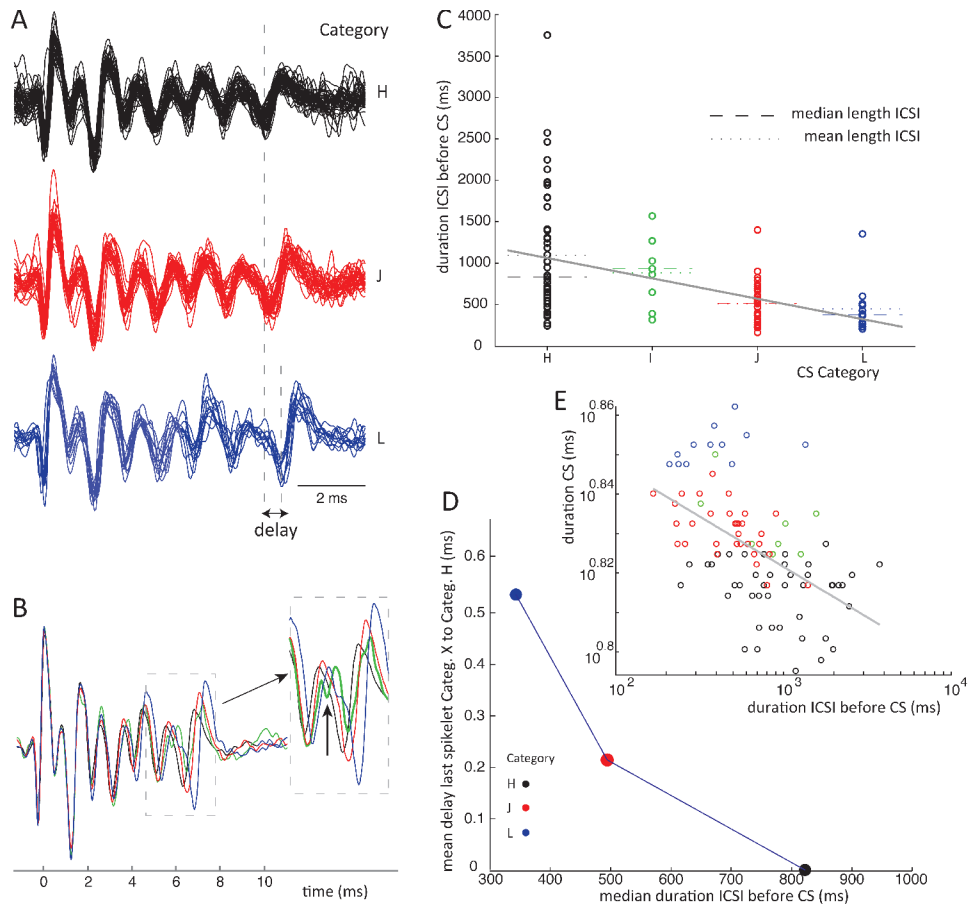 A
Category
H
J
L
2 ms
delay
B
0 2 4 6 8 10 time (ms)
C
duration ICSI before CS (ms)
4000
3500
3000
2500
2000
1500
1000
500
0
median length ICSI
mean length ICSI
H I J L
CS Category
D
mean delay last spikelet Categ. X to Categ. H (ms)
0.6
0.5
0.4
0.3
0.2
0.1
0
Category
H
J
L
300 400 500 600 700 800 900 1000
median duration ICSI before CS (ms)
E
duration CS (ms)
10^0.86
10^0.84
10^0.82
10^0.8
10^2 10^3 10^4
duration ICSI before CS (ms)